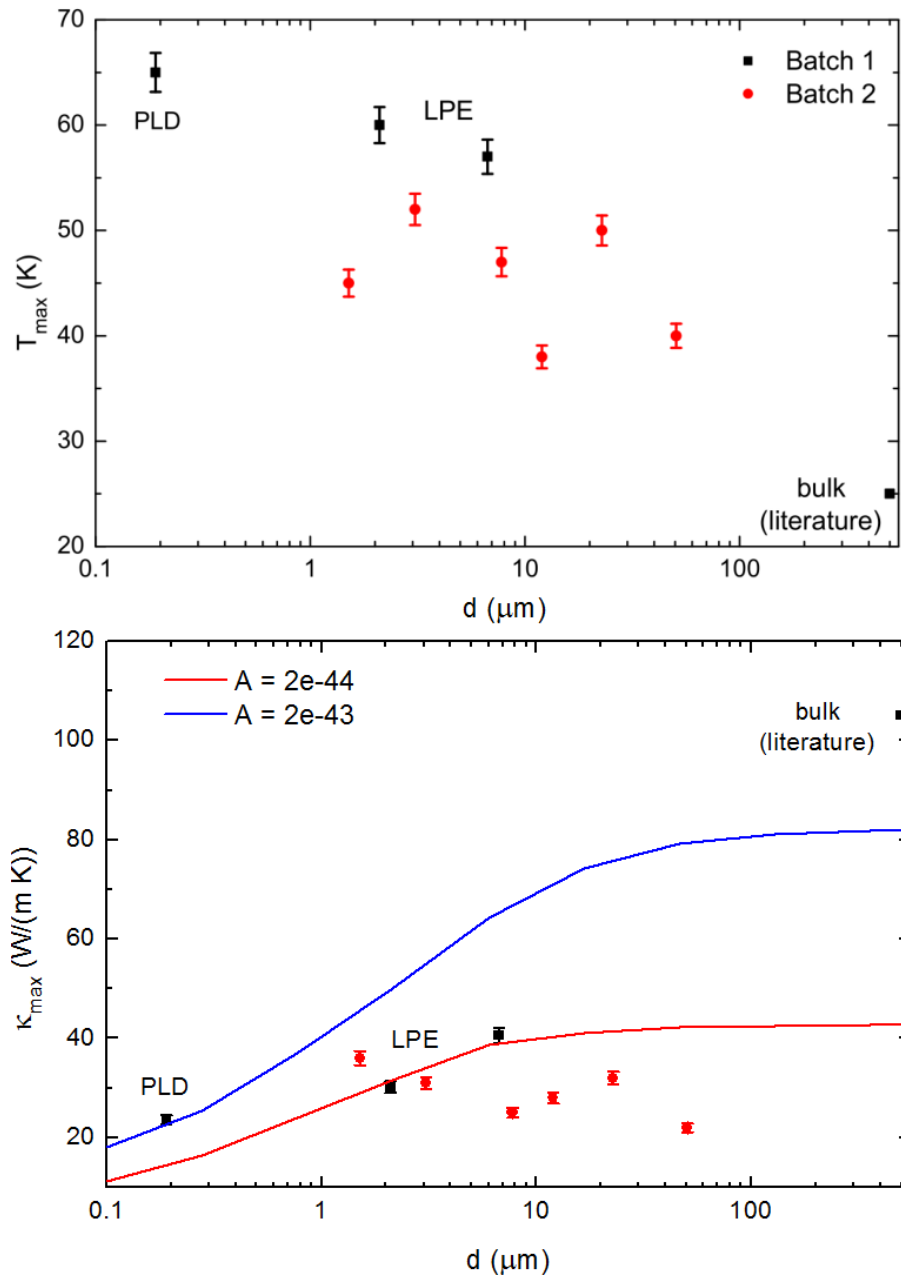 70
60
50
40
30
20
T_max (K)
PLD
LPE
Batch 1
Batch 2
bulk
(literature)
0.1
1
10
100
d (μm)
120
100
80
60
40
20
κ_max (W/(m K))
A = 2e-44
A = 2e-43
bulk
(literature)
LPE
PLD
0.1
1
10
100
d (μm)